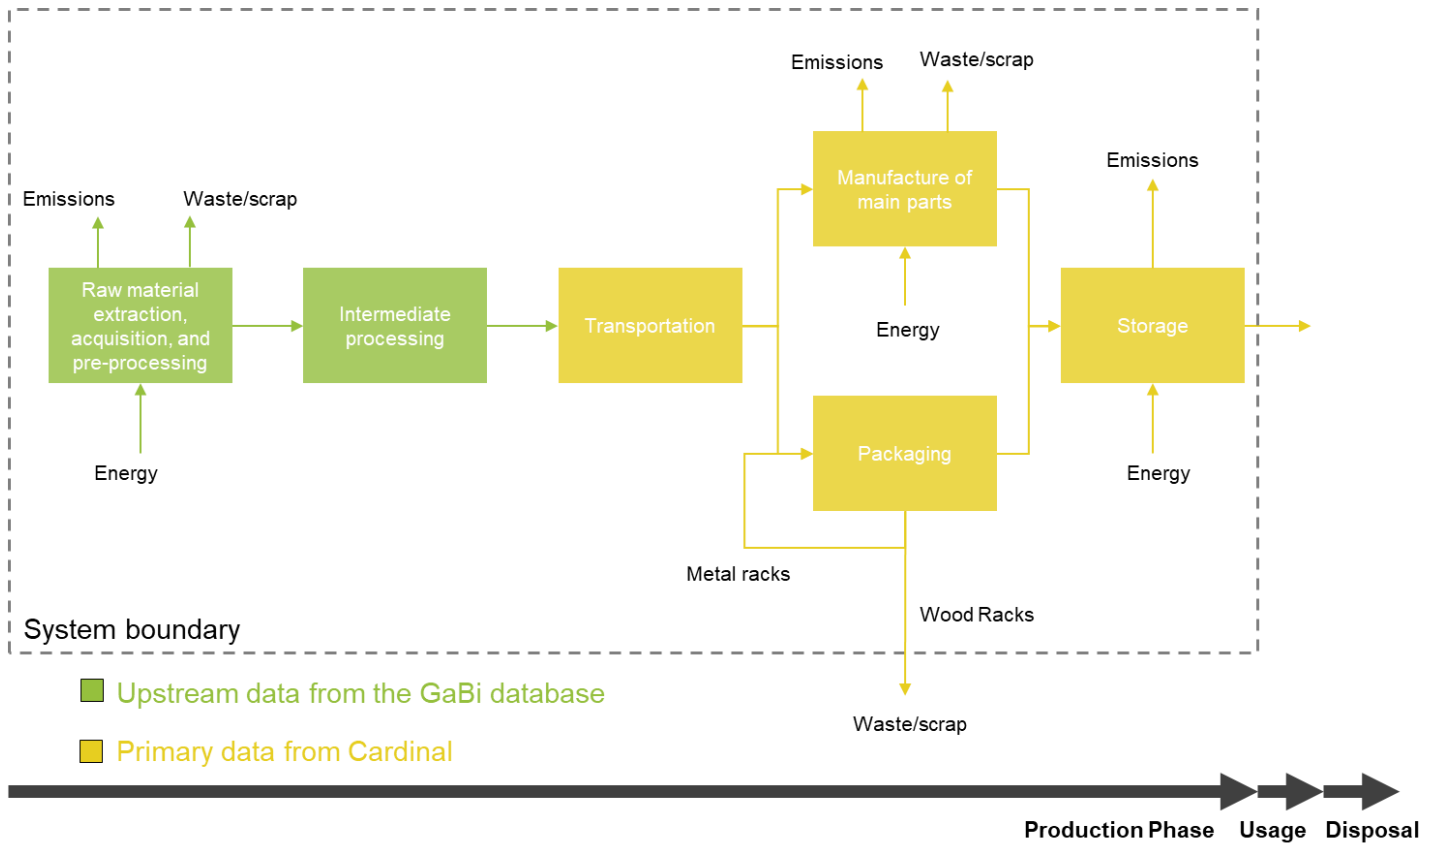 Emissions
Waste/scrap
Emissions
Manufacture of
main parts
Emissions
Waste/scrap
Raw material
extraction,
acquisition, and
pre-processing
Intermediate
processing
Transportation
Energy
Storage
Energy
Packaging
Energy
Metal racks
Wood Racks
System boundary
Upstream data from the GaBi database
Waste/scrap
Primary data from Cardinal
Production Phase
Usage
Disposal